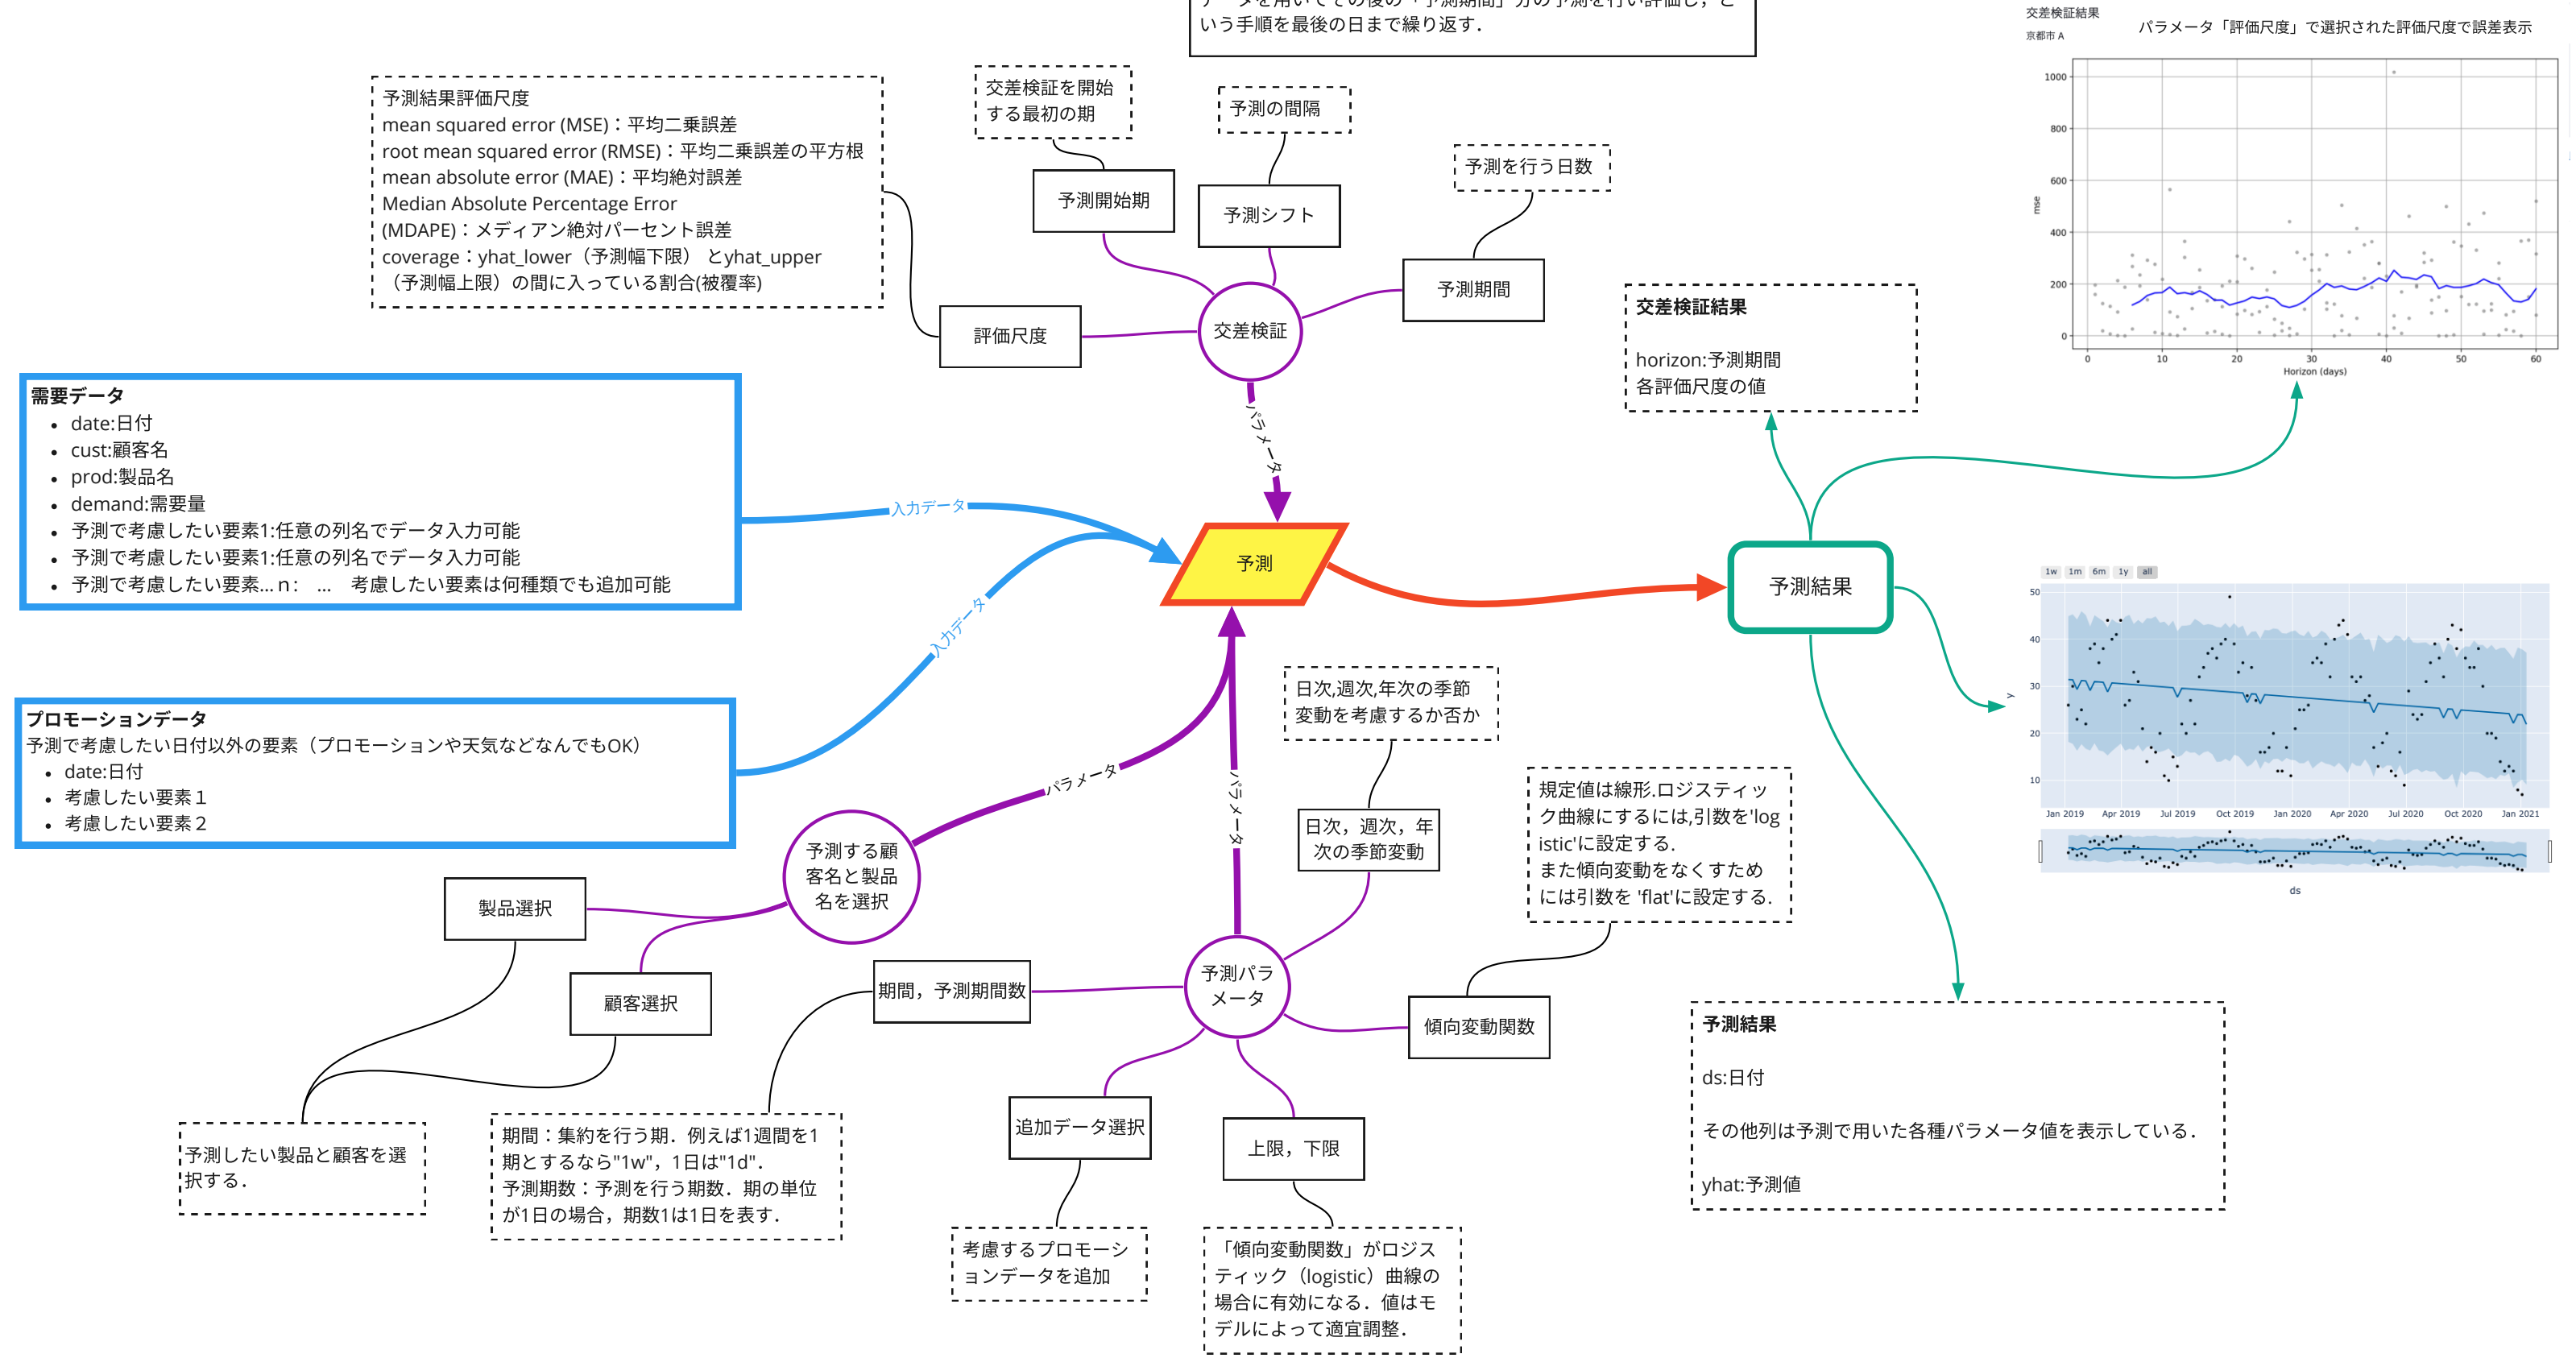 う手順を最後の日まで繰り返す．
交差検証結果
京都市 A
パラメータ「評価尺度」で選択された評価尺度で誤差表示
1000
800
600
400
200
0
mse
0 10 20 30 40 50 60
Horizon (days)
予測結果評価尺度
mean squared error (MSE)：平均二乗誤差
root mean squared error (RMSE)：平均二乗誤差の平方根
mean absolute error (MAE)：平均絶対誤差
Median Absolute Percentage Error
(MDAPE)：メディアン絶対パーセント誤差
coverage：yhat_lower（予測幅下限） とyhat_upper
（予測幅上限）の間に入っている割合(被覆率)
交差検証を開始
する最初の期
予測の間隔
予測を行う日数
予測開始期
予測シフト
予測期間
評価尺度
交差検証
パラメータ
交差検証結果
horizon:予測期間
各評価尺度の値
需要データ
• date:日付
• cust:顧客名
• prod:製品名
• demand:需要量
• 予測で考慮したい要素1:任意の列名でデータ入力可能
• 予測で考慮したい要素1:任意の列名でデータ入力可能
• 予測で考慮したい要素... n： ... 考慮したい要素は何種類でも追加可能
入力データ
入力データ
予測
予測結果
プロモーションデータ
予測で考慮したい日付以外の要素（プロモーションや天気などなんでもOK）
• date:日付
• 考慮したい要素１
• 考慮したい要素２
1w 1m 6m 1y all
50
40
30
20
10
y
Jan 2019 Apr 2019 Jul 2019 Oct 2019 Jan 2020 Apr 2020 Jul 2020 Oct 2020 Jan 2021
ds
パラメータ
パラメータ
予測する顧
客名と製品
名を選択
日次,週次,年次の季節
変動を考慮するか否か
日次，週次，年
次の季節変動
規定値は線形.ロジスティッ
ク曲線にするには,引数を'log
istic'に設定する.
また傾向変動をなくすため
には引数を 'flat'に設定する.
製品選択
顧客選択
期間，予測期間数
予測パラ
メータ
傾向変動関数
予測したい製品と顧客を選
択する．
期間：集約を行う期．例えば1週間を1
期とするなら"1w"，1日は"1d"．
予測期数：予測を行う期数．期の単位
が1日の場合，期数1は1日を表す．
追加データ選択
上限，下限
考慮するプロモーシ
ョンデータを追加
「傾向変動関数」がロジス
ティック（logistic）曲線の
場合に有効になる．値はモ
デルによって適宜調整．
予測結果
ds:日付
その他列は予測で用いた各種パラメータ値を表示している．
yhat:予測値